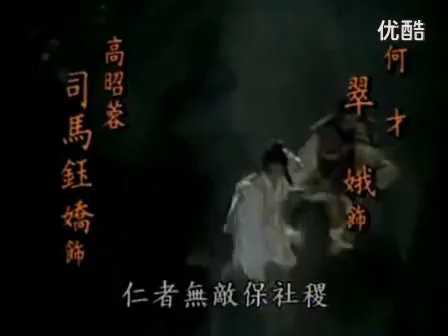 优酷
何才
翠娥飾
高昭蓉
司馬鈺嬌飾
仁者無敵保社稷